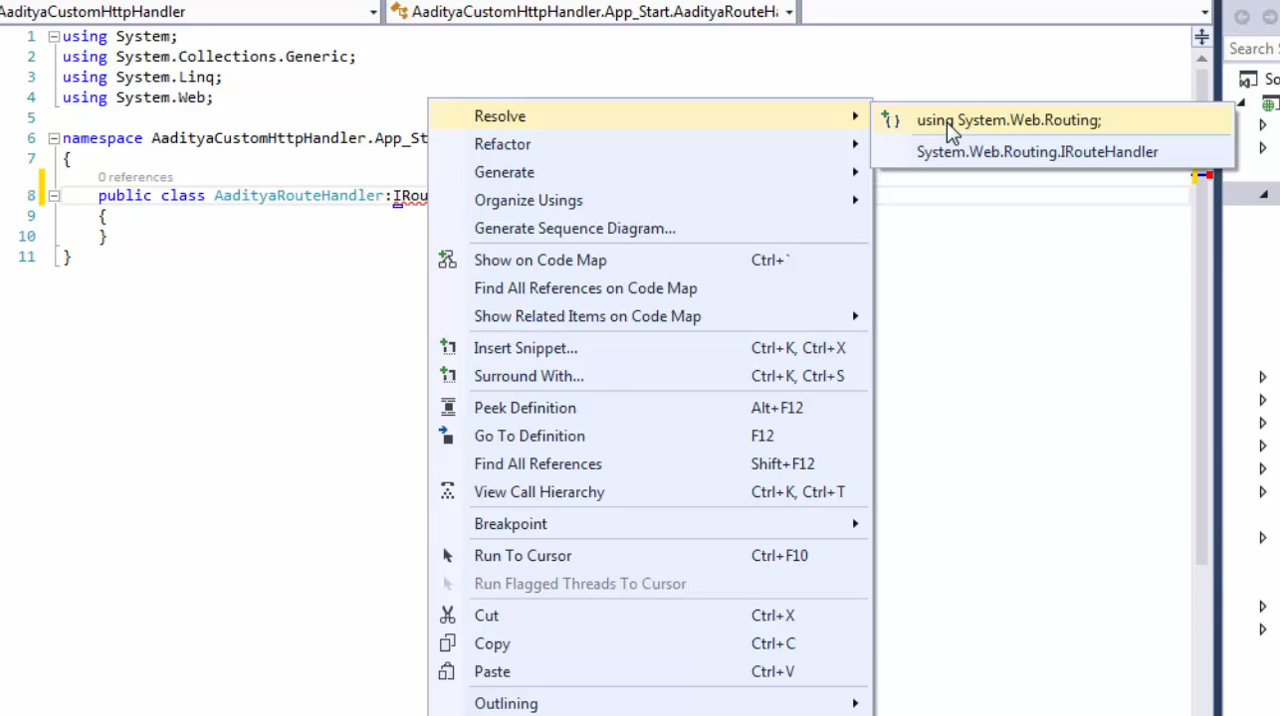 AadityaCustomHttpHandler
AadityaCustomHttpHandler.App_Start.AadityaRouteHa
1 using System;
2 using System.Collections.Generic;
3 using System.Linq;
4 using System.Web;
5
6 namespace AadityaCustomHttpHandler.App_St
7 {
0 references
8 public class AadityaRouteHandler:IRou
9 {
10 }
11 }
Resolve
Refactor
Generate
Organize Usings
Generate Sequence Diagram...
Show on Code Map Ctrl+`
Find All References on Code Map
Show Related Items on Code Map
Insert Snippet... Ctrl+K, Ctrl+X
Surround With... Ctrl+K, Ctrl+S
Peek Definition Alt+F12
Go To Definition F12
Find All References Shift+F12
View Call Hierarchy Ctrl+K, Ctrl+T
Breakpoint
Run To Cursor Ctrl+F10
Run Flagged Threads To Cursor
Cut Ctrl+X
Copy Ctrl+C
Paste Ctrl+V
Outlining
using System.Web.Routing;
System.Web.Routing.IRouteHandler
Search
So